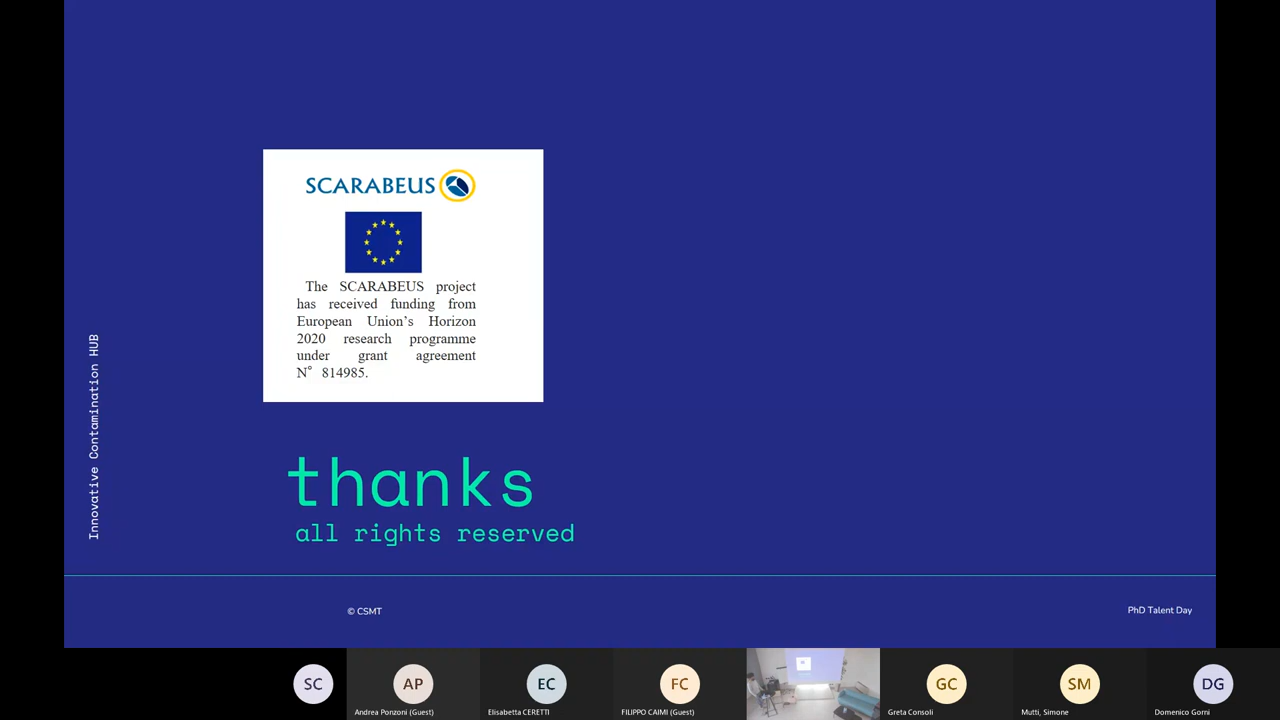 SCARABEUS
The SCARABEUS project
has received funding from
European Union's Horizon
2020 research programme
under grant agreement
N° 814985.
Innovative Contamination HUB
thanks
all rights reserved
© CSMT
PhD Talent Day
SC
AP
EC
FC
GC
SM
DG
Andrea Ponzoni (Guest)
Elisabetta CERETTI
FILIPPO CAIMI (Guest)
Greta Consoli
Mutti, Simone
Domenico Gorni